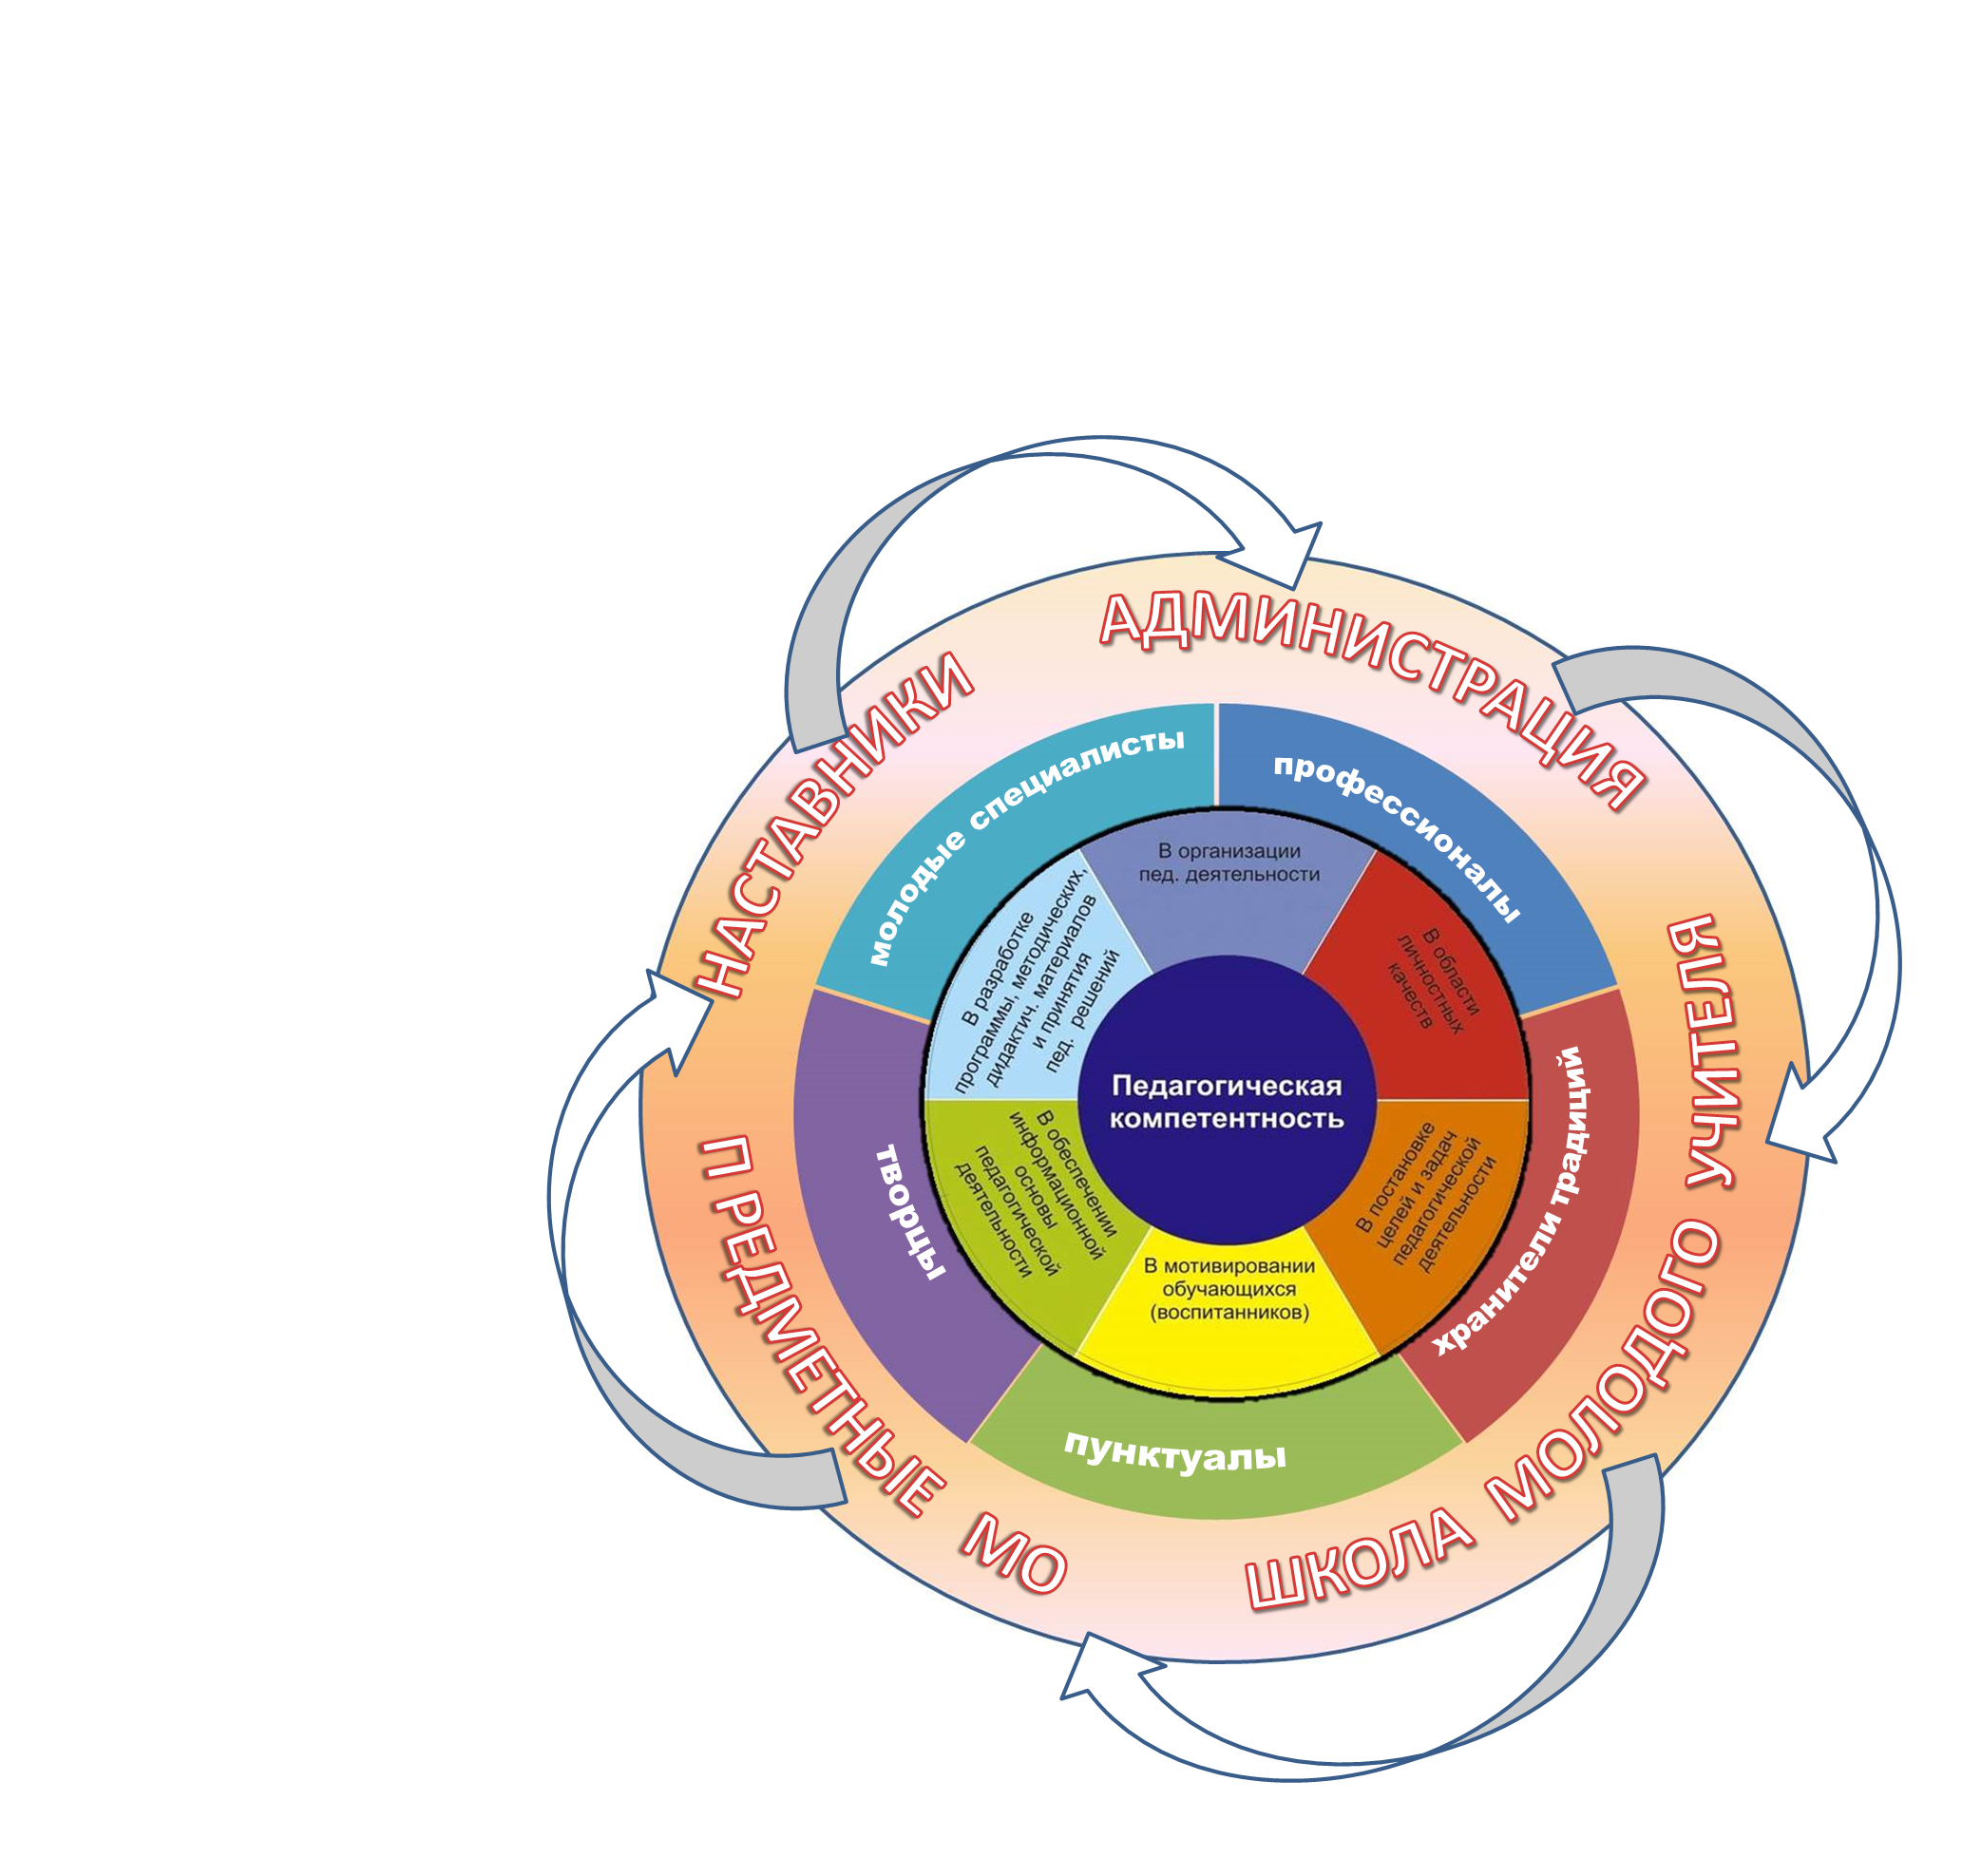 АДМИНИСТРАЦИЯ
НАСТАВНИКИ
ШКОЛА МОЛОДОГО УЧИТЕЛЯ
П РЕДМЕТНЫЕ МО
молодые специалисты
профессионалы
хранители традиций
пунктуалы
творцы
В организации
пед. деятельности
В области
личностных
качеств
В постановке
целей и задач
педагогической
деятельности
В мотивировании
обучающихся
(воспитанников)
В обеспечении
информационной
основы
педагогической
деятельности
В разработке
программы, методических,
дидактич. материалов
и принятия
пед. решений
Педагогическая
компетентность